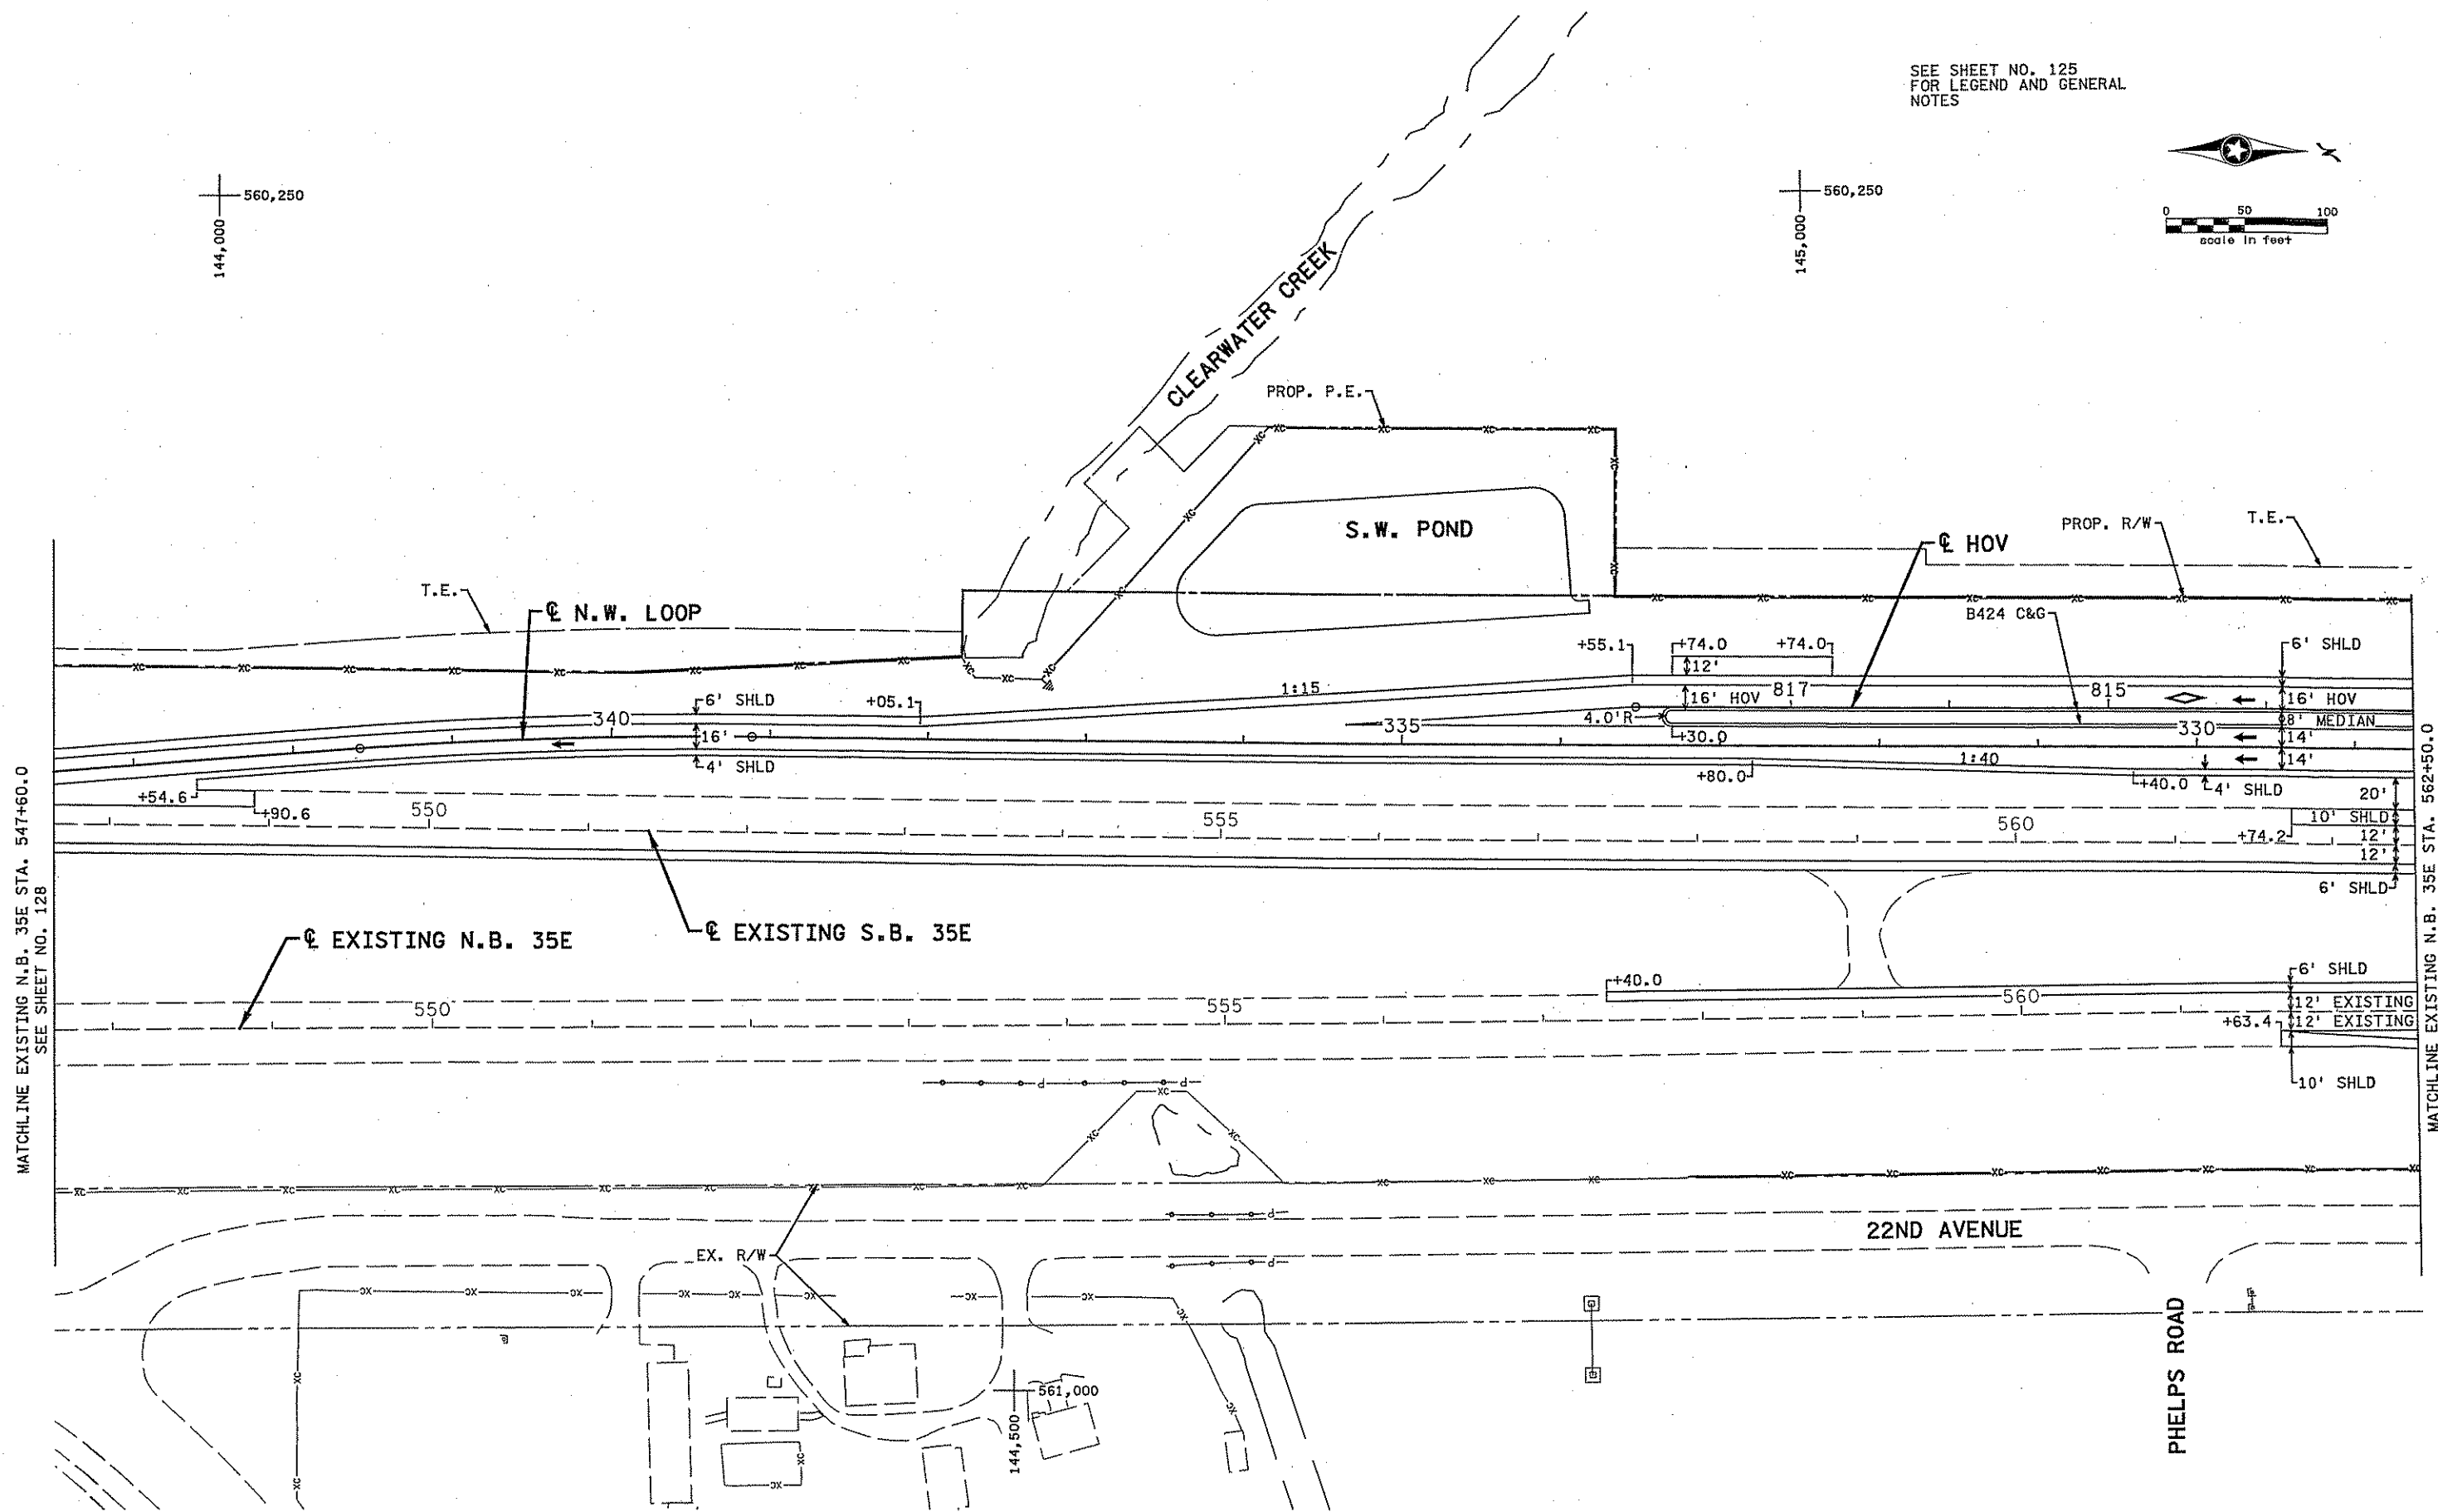 SEE SHEET NO. 125
FOR LEGEND AND GENERAL
NOTES
N
0 50 100
scale in feet
560,250
144,000
560,250
145,000
CLEARWATER CREEK
PROP. P.E.
S.W. POND
PROP. R/W
T.E.
℄ HOV
T.E.
℄ N.W. LOOP
B424 C&G
+55.1
+74.0
+74.0
12'
6' SHLD
1:15
16' HOV
817
815
16' HOV
6' SHLD
+05.1
340
16'
4.0'R
335
330
8' MEDIAN
14'
+30.0
4' SHLD
1:40
14'
+80.0
+40.0
4' SHLD
20'
+54.6
+90.6
550
555
560
10' SHLD
+74.2
12'
12'
6' SHLD
℄ EXISTING N.B. 35E
℄ EXISTING S.B. 35E
+40.0
6' SHLD
550
555
560
12' EXISTING
+63.4
12' EXISTING
10' SHLD
22ND AVENUE
EX. R/W
PHELPS ROAD
561,000
144,500
MATCHLINE EXISTING N.B. 35E STA. 547+60.0
SEE SHEET NO. 128
MATCHLINE EXISTING N.B. 35E STA. 562+50.0